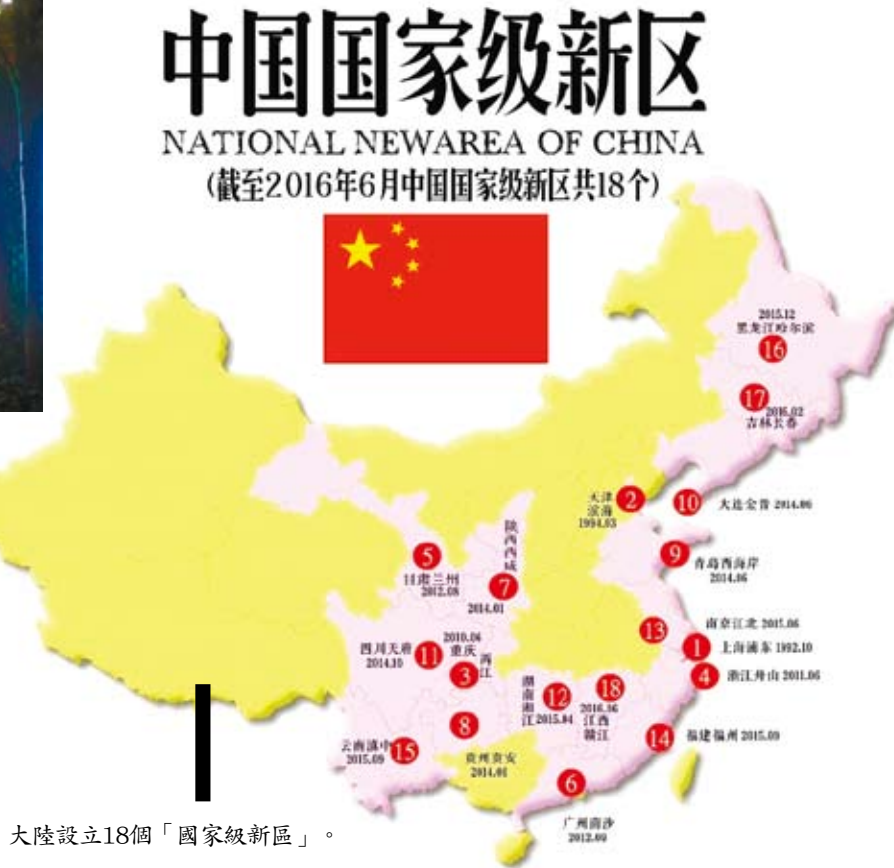 中国国家级新区
NATIONAL NEWAREA OF CHINA
(截至2016年6月中国国家级新区共18个)
2015.12
黑龙江哈尔滨
16
17
2016.02
吉林长春
天津
滨海
1994.03
2
10
大连金普 2014.06
9
青岛西海岸
2014.06
5
甘肃兰州
2012.08
陕西西咸
7
2014.01
南京江北 2015.06
13
1
上海浦东 1992.10
4
浙江舟山 2011.06
四川天府
2014.10
11
2010.06
重庆
两江
3
湖南湘江
12
2015.04
18
2016.06
江西
赣江
8
贵州贵安
2014.01
云南滇中
2015.09
15
14
福建福州 2015.09
6
广州南沙
2012.09
大陸設立18個「國家級新區」。